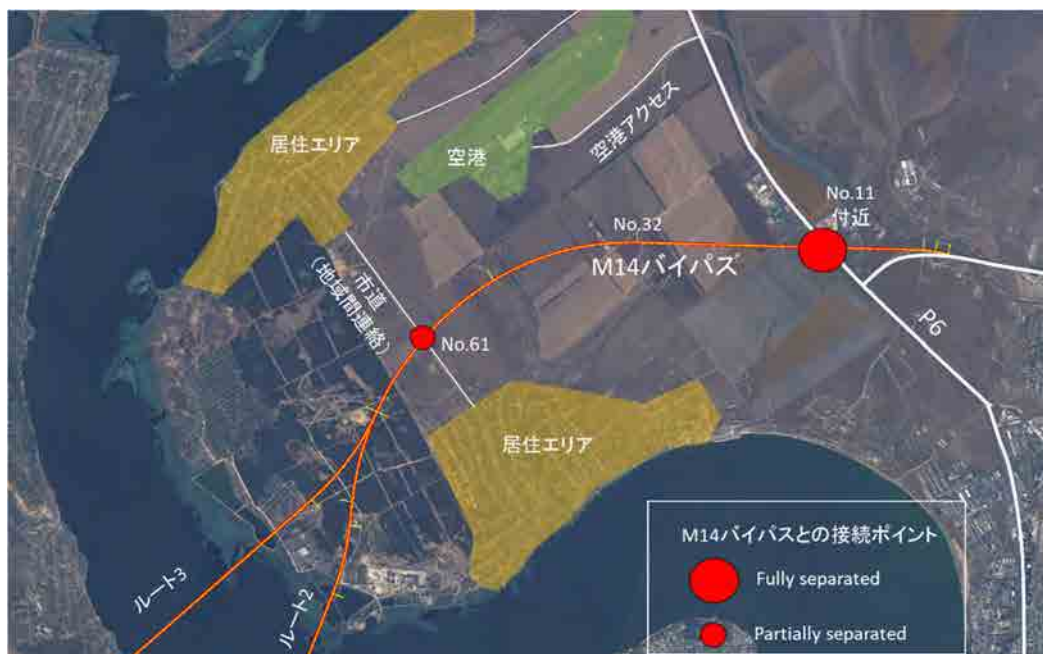 居住エリア
空港
空港アクセス
No.11
付近
No.32
M14バイパス
市道
(地域間連絡)
No.61
P6
居住エリア
ルート3
ルート2
M14バイパスとの接続ポイント
Fully separated
Partially separated